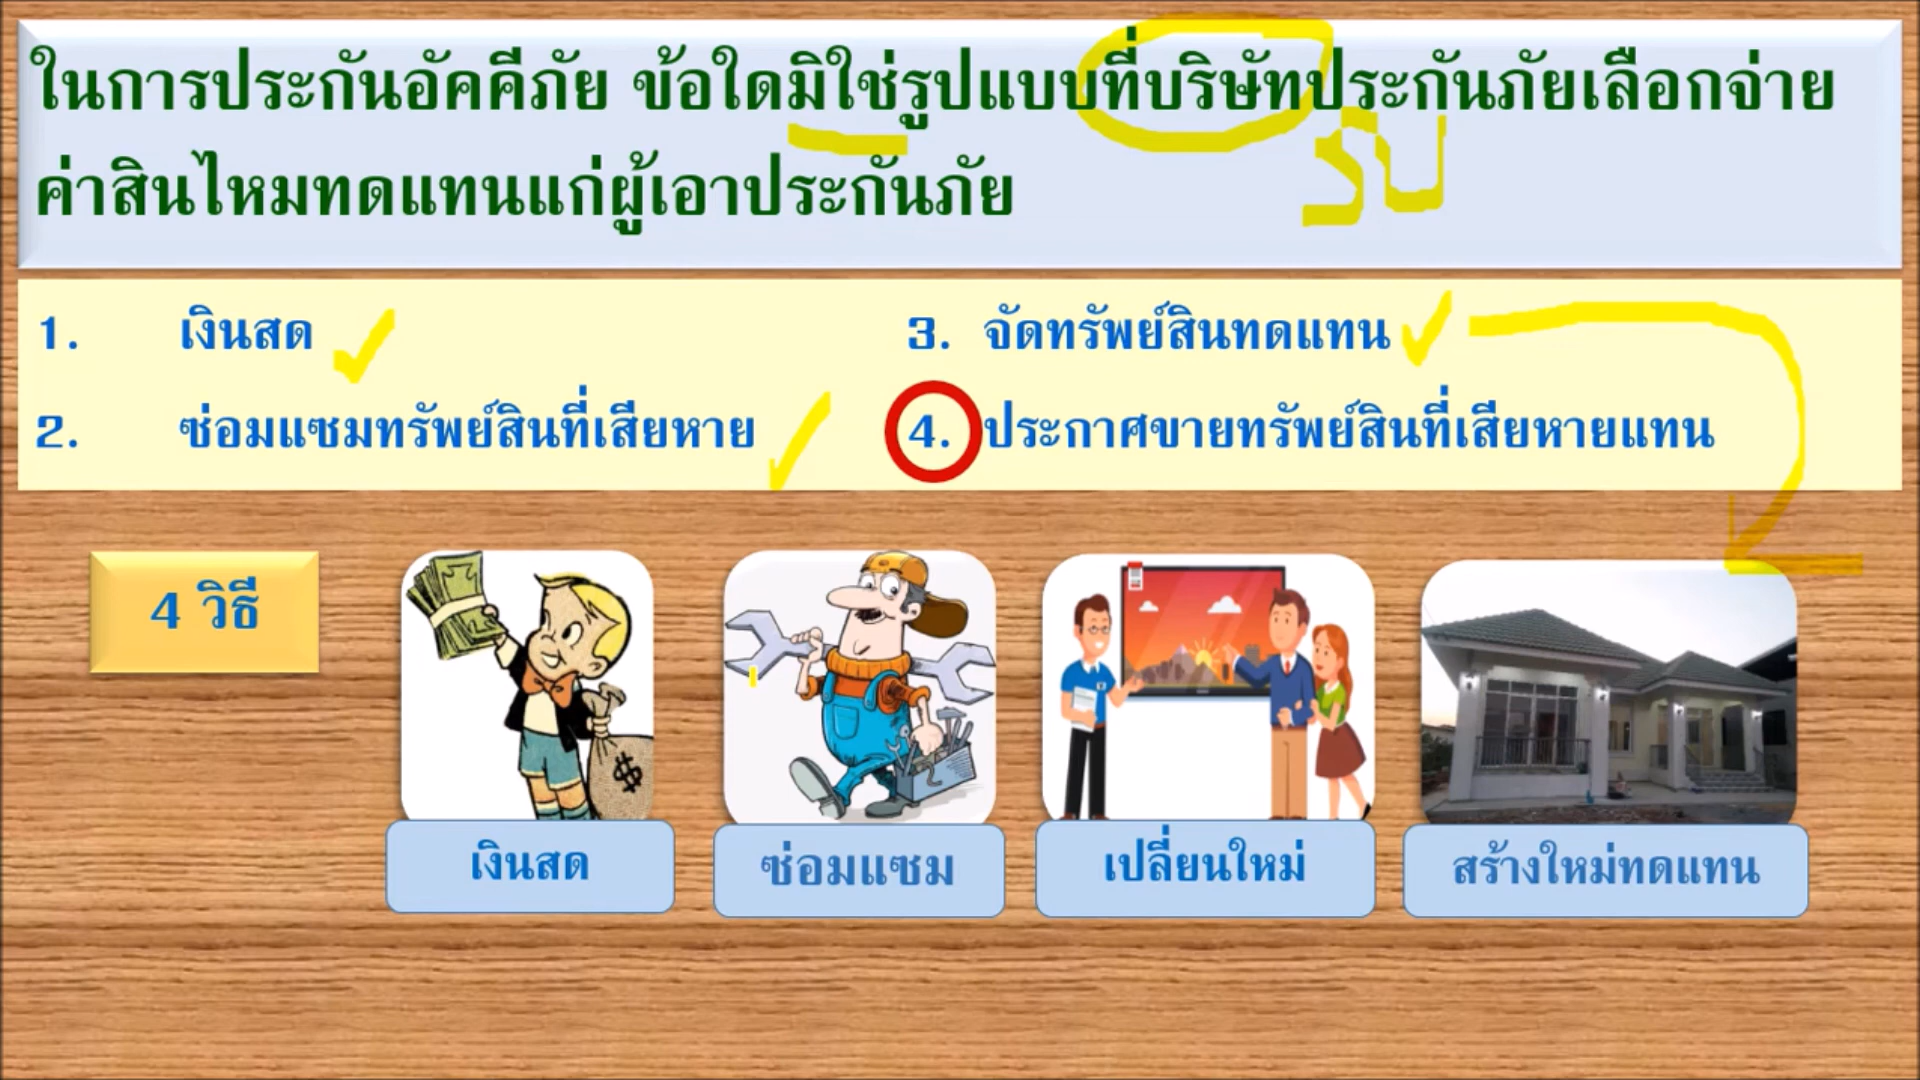 ในการประกันอัคคีภัย ข้อใดมิใช่รูปแบบที่บริษัทประกันภัยเลือกจ่าย
ค่าสินไหมทดแทนแก่ผู้เอาประกันภัย
1. เงินสด
2. ซ่อมแซมทรัพย์สินที่เสียหาย
3. จัดทรัพย์สินทดแทน
4. ประกาศขายทรัพย์สินที่เสียหายแทน
4 วิธี
เงินสด
ซ่อมแซม
เปลี่ยนใหม่
สร้างใหม่ทดแทน